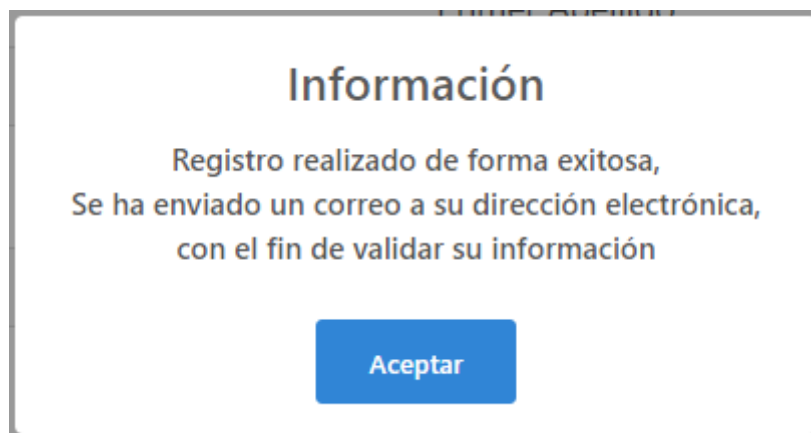 Información
Registro realizado de forma exitosa,
Se ha enviado un correo a su dirección electrónica,
con el fin de validar su información
Aceptar